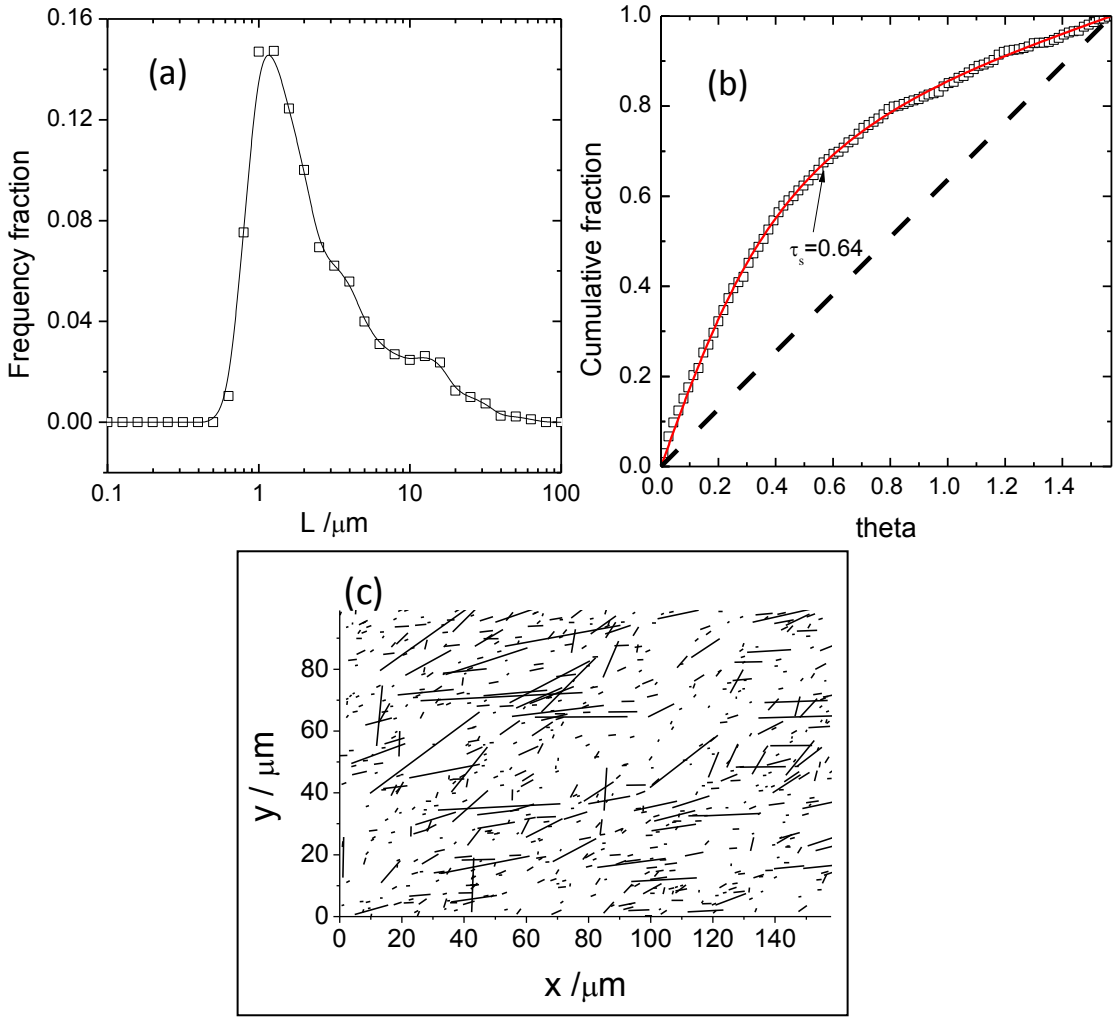 (a)
Frequency fraction
0.16
0.12
0.08
0.04
0.00
0.1 1 10 100
L /μm
(b)
Cumulative fraction
1.0
0.8
0.6
0.4
0.2
0.0
τs=0.64
0.0 0.2 0.4 0.6 0.8 1.0 1.2 1.4
theta
(c)
y / μm
80
60
40
20
0
0 20 40 60 80 100 120 140
x /μm